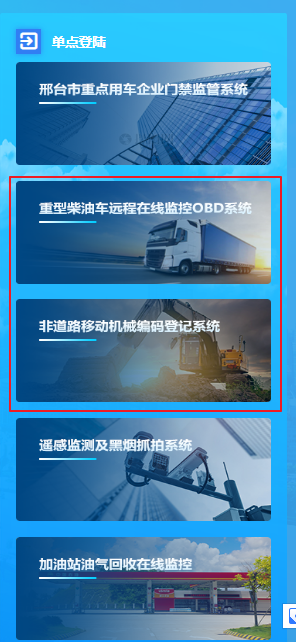 单点登陆
邢台市重点用车企业门禁监管系统
重型柴油车远程在线监控OBD系统
非道路移动机械编码登记系统
遥感监测及黑烟抓拍系统
加油站油气回收在线监控